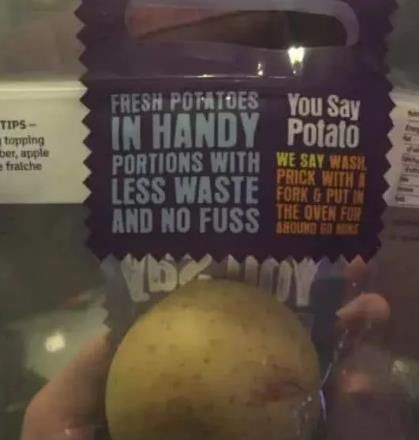 TIPS –
topping
ber, apple
fraîche
FRESH POTATOES
IN HANDY
PORTIONS WITH
LESS WASTE
AND NO FUSS
You Say
Potato
WE SAY WASH,
PRICK WITH A
FORK & PUT IN
THE OVEN FOR
AROUND 60 MINS